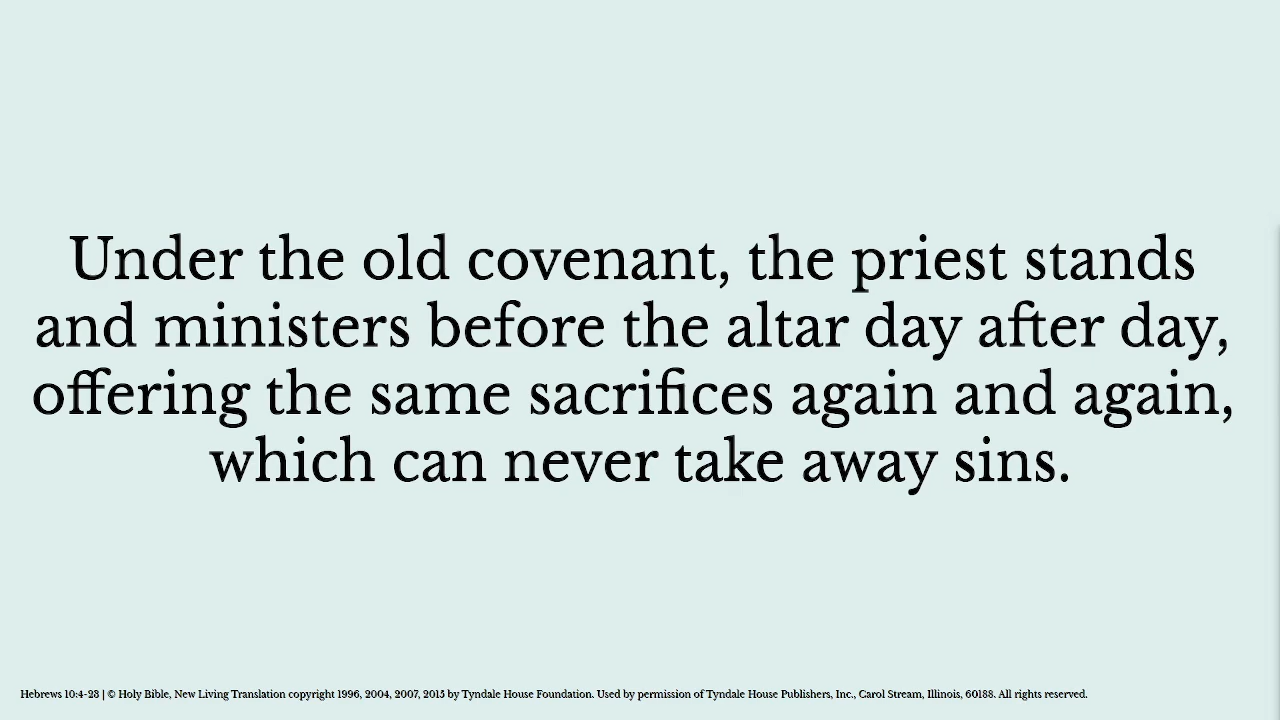 Under the old covenant, the priest stands
and ministers before the altar day after day,
offering the same sacrifices again and again,
which can never take away sins.
Hebrews 10:4-28 | © Holy Bible, New Living Translation copyright 1996, 2004, 2007, 2015 by Tyndale House Foundation. Used by permission of Tyndale House Publishers, Inc., Carol Stream, Illinois, 60188. All rights reserved.